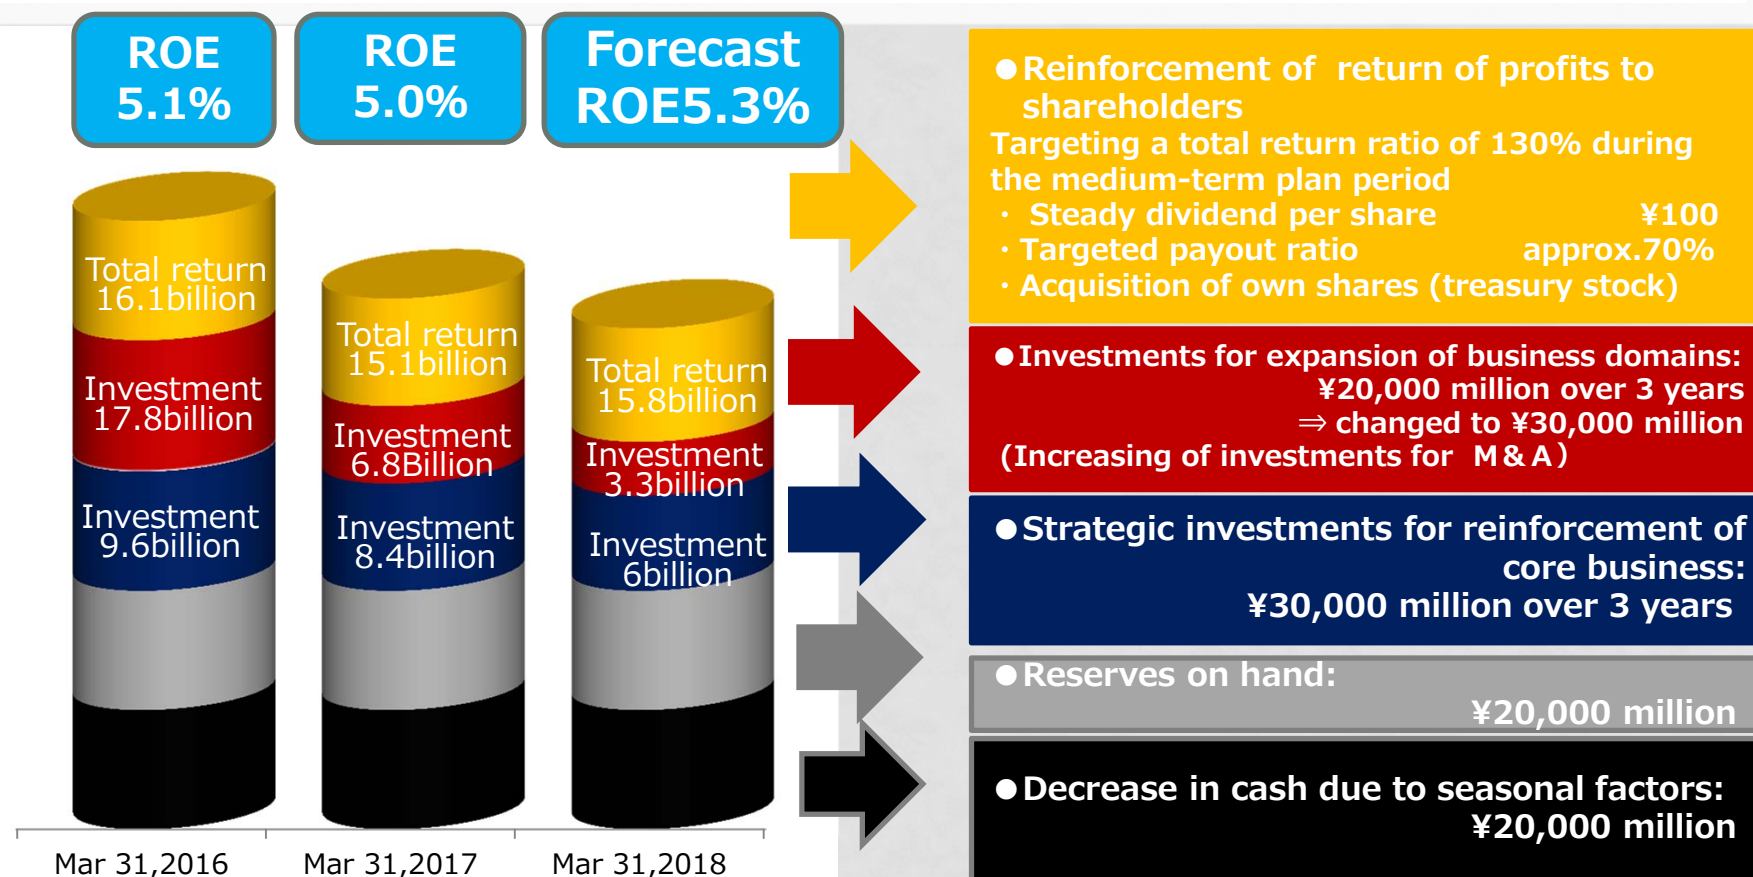 ROE
5.1%
ROE
5.0%
Forecast
ROE5.3%
Total return
16.1billion
Investment
17.8billion
Investment
9.6billion
Total return
15.1billion
Investment
6.8Billion
Investment
8.4billion
Total return
15.8billion
Investment
3.3billion
Investment
6billion
Mar 31,2016
Mar 31,2017
Mar 31,2018
●Reinforcement of return of profits to
shareholders
Targeting a total return ratio of 130% during
the medium-term plan period
・ Steady dividend per share ¥100
・Targeted payout ratio approx.70%
・Acquisition of own shares (treasury stock)
●Investments for expansion of business domains:
¥20,000 million over 3 years
⇒ changed to ¥30,000 million
(Increasing of investments for M&A)
●Strategic investments for reinforcement of
core business:
¥30,000 million over 3 years
●Reserves on hand:
¥20,000 million
●Decrease in cash due to seasonal factors:
¥20,000 million